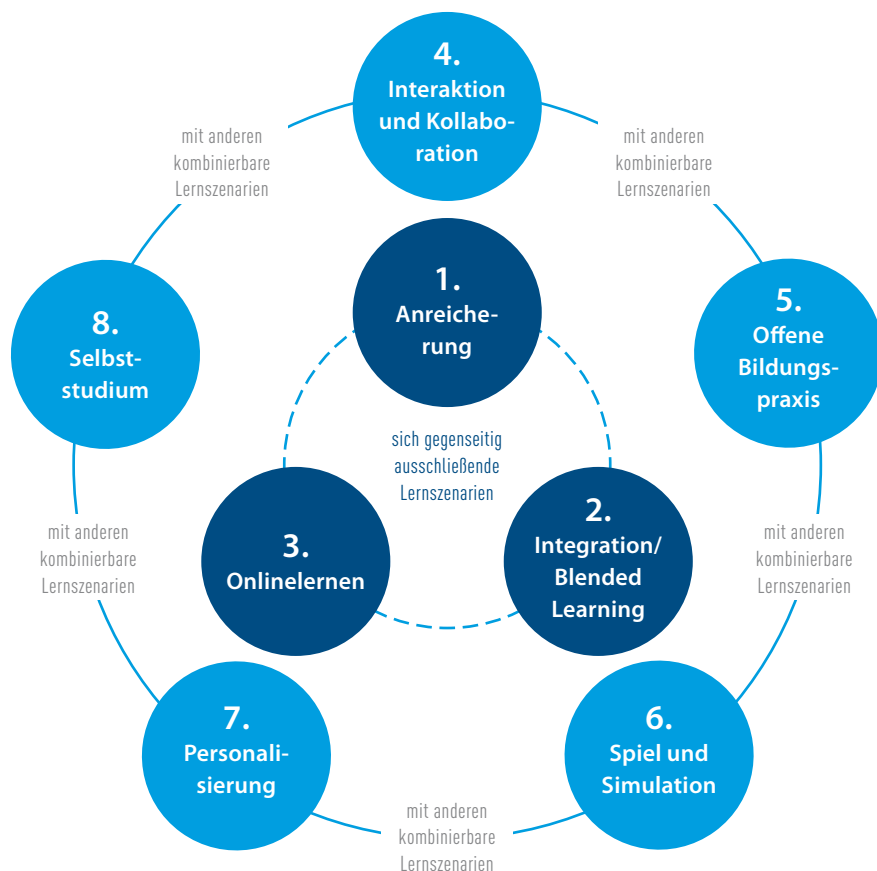 4.
Interaktion
und Kollabo-
ration
mit anderen
kombinierbare
Lernszenarien
mit anderen
kombinierbare
Lernszenarien
1.
Anreiche-
rung
8.
Selbst-
studium
5.
Offene
Bildungs-
praxis
sich gegenseitig
ausschließende
Lernszenarien
3.
Onlinelernen
2.
Integration/
Blended
Learning
mit anderen
kombinierbare
Lernszenarien
mit anderen
kombinierbare
Lernszenarien
7.
Personali-
sierung
6.
Spiel und
Simulation
mit anderen
kombinierbare
Lernszenarien